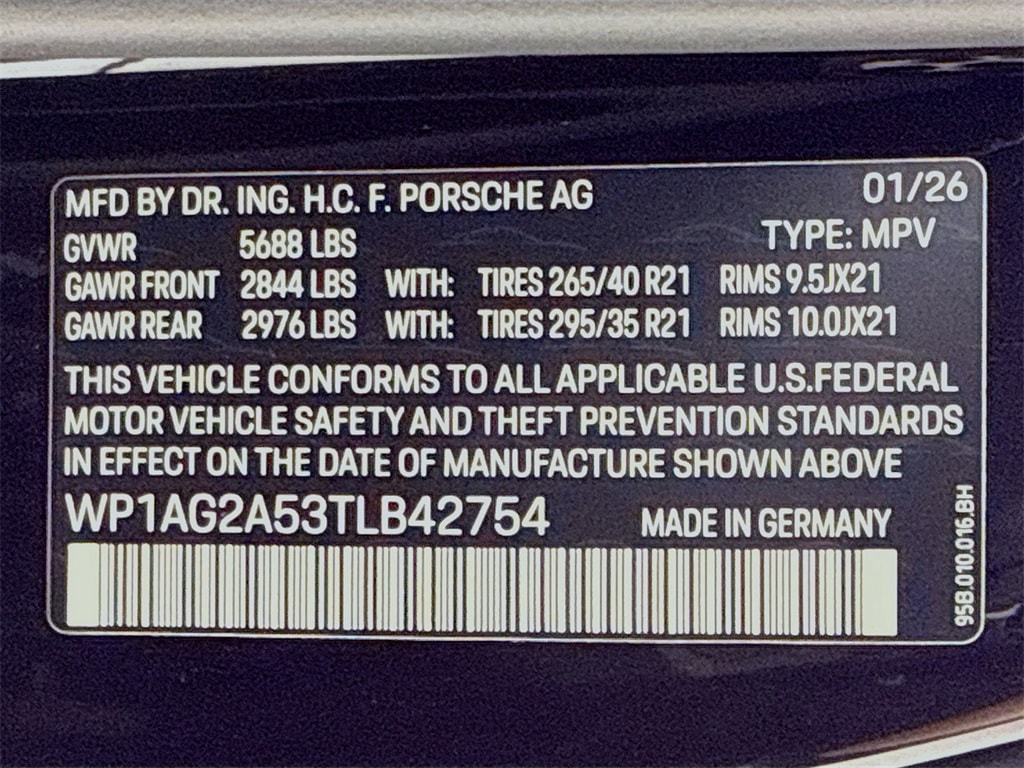 MFD BY DR. ING. H.C. F. PORSCHE AG 01/26
GVWR 5688 LBS TYPE: MPV
GAWR FRONT 2844 LBS WITH: TIRES 265/40 R21 RIMS 9.5JX21
GAWR REAR 2976 LBS WITH: TIRES 295/35 R21 RIMS 10.0JX21
THIS VEHICLE CONFORMS TO ALL APPLICABLE U.S.FEDERAL
MOTOR VEHICLE SAFETY AND THEFT PREVENTION STANDARDS
IN EFFECT ON THE DATE OF MANUFACTURE SHOWN ABOVE
WP1AG2A53TLB42754 MADE IN GERMANY
95B.010.016.BH